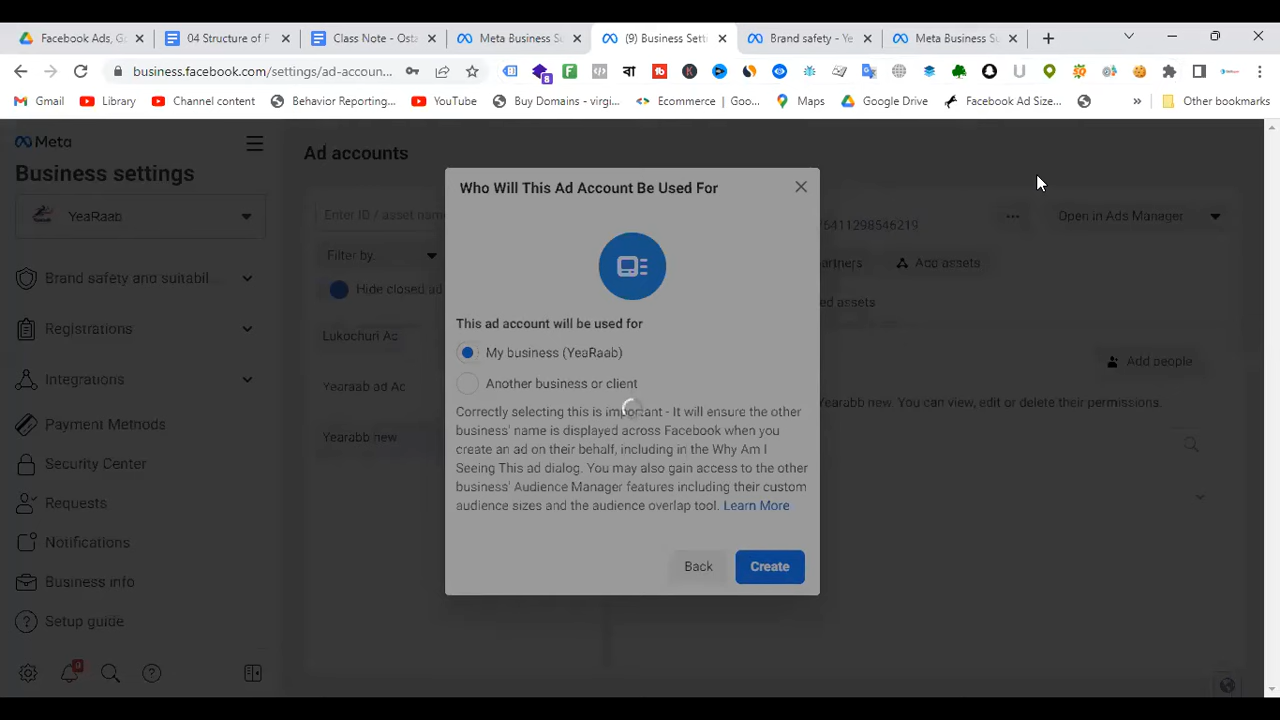 Facebook Ads, G
04 Structure of F
Class Note - Osta
Meta Business Su
(9) Business Sett
Brand safety - Ye
Meta Business Su
business.facebook.com/settings/ad-accoun...
বা
Gmail
Library
Channel content
Behavior Reporting...
YouTube
Buy Domains - virgi...
Ecommerce | Goo...
Maps
Google Drive
Facebook Ad Size...
Other bookmarks
Meta
Business settings
YeaRaab
Brand safety and suitabil
Registrations
Integrations
Payment Methods
Security Center
Requests
Notifications
Business info
Setup guide
Ad accounts
Enter ID / asset name
Filter by.
Hide closed ad
Lukochuri Ac
Yearaab ad Ac
Yearabb new
Who Will This Ad Account Be Used For
This ad account will be used for
My business (YeaRaab)
Another business or client
Correctly selecting this is important - It will ensure the other
business' name is displayed across Facebook when you
create an ad on their behalf, including in the Why Am I
Seeing This ad dialog. You may also gain access to the other
business' Audience Manager features including their custom
audience sizes and the audience overlap tool. Learn More
Back
Create
6411298546219
Open in Ads Manager
artners
Add assets
ed assets
Add people
Yearabb new. You can view, edit or delete their permissions.